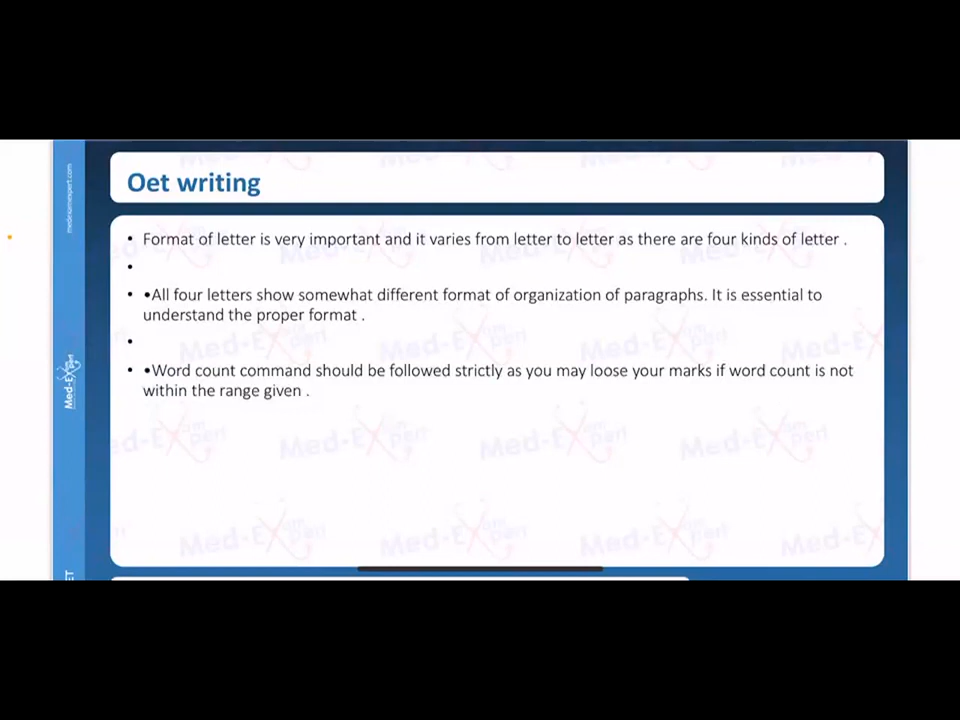 medexamexpert.com
Oet writing
• Format of letter is very important and it varies from letter to letter as there are four kinds of letter .
•
• •All four letters show somewhat different format of organization of paragraphs. It is essential to
understand the proper format .
•
• •Word count command should be followed strictly as you may loose your marks if word count is not
within the range given .
Med-Expert
ET